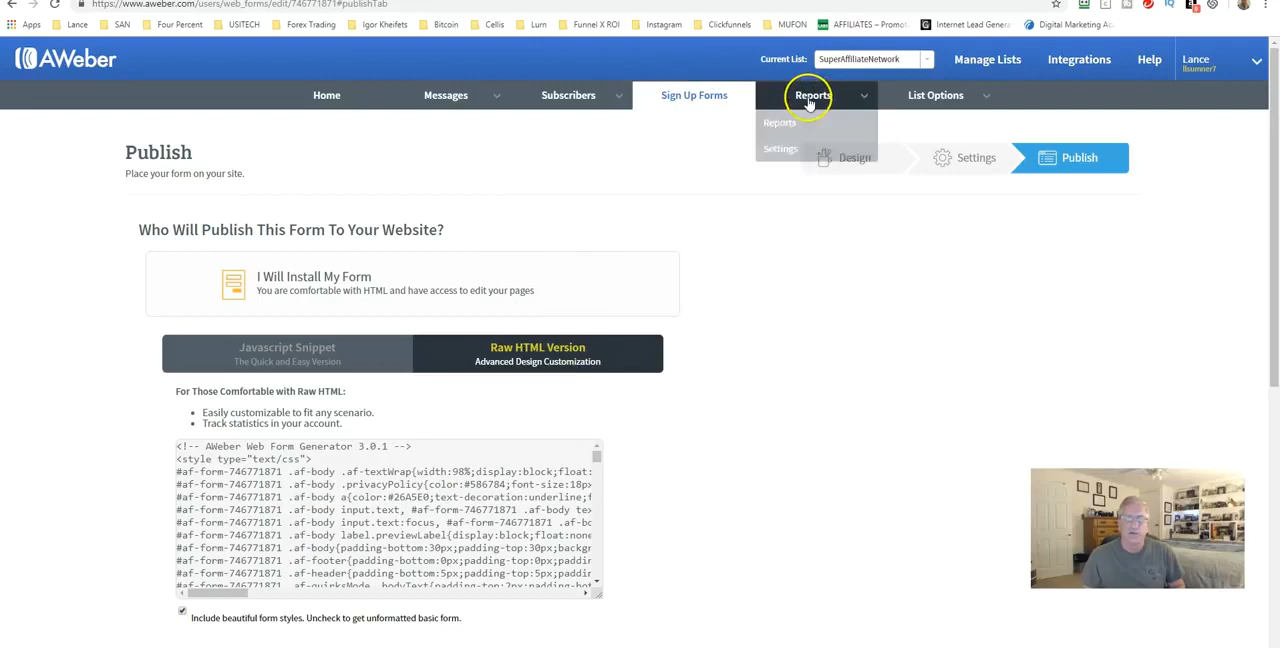 https://www.aweber.com/users/web_forms/edit/746771871#publishTab
Apps Lance SAN Four Percent USITECH Forex Trading Igor Kheifets Bitcoin Cellis Lurn Funnel X ROI Instagram Clickfunnels MUFON AFFILIATES – Promot Internet Lead Genera Digital Marketing Ac
AWeber
Current List: SuperAffiliateNetwork Manage Lists Integrations Help Lance
llsumner7
Home Messages Subscribers Sign Up Forms Reports List Options
Reports
Settings
Publish
Place your form on your site.
Design Settings Publish
Who Will Publish This Form To Your Website?
I Will Install My Form
You are comfortable with HTML and have access to edit your pages
Javascript Snippet
The Quick and Easy Version
Raw HTML Version
Advanced Design Customization
For Those Comfortable with Raw HTML:
• Easily customizable to fit any scenario.
• Track statistics in your account.
<!-- AWeber Web Form Generator 3.0.1 -->
<style type="text/css">
#af-form-746771871 .af-body .af-textWrap{width:98%;display:block;float:
#af-form-746771871 .af-body .privacyPolicy{color:#586784;font-size:18px
#af-form-746771871 .af-body a{color:#26A5E0;text-decoration:underline;f
#af-form-746771871 .af-body input.text, #af-form-746771871 .af-body tex
#af-form-746771871 .af-body input.text:focus, #af-form-746771871 .af-bo
#af-form-746771871 .af-body label.previewLabel{display:block;float:none
#af-form-746771871 .af-body{padding-bottom:30px;padding-top:30px;backgr
#af-form-746771871 .af-footer{padding-bottom:0px;padding-top:0px;paddin
#af-form-746771871 .af-header{padding-bottom:5px;padding-top:5px;paddin
Include beautiful form styles. Uncheck to get unformatted basic form.